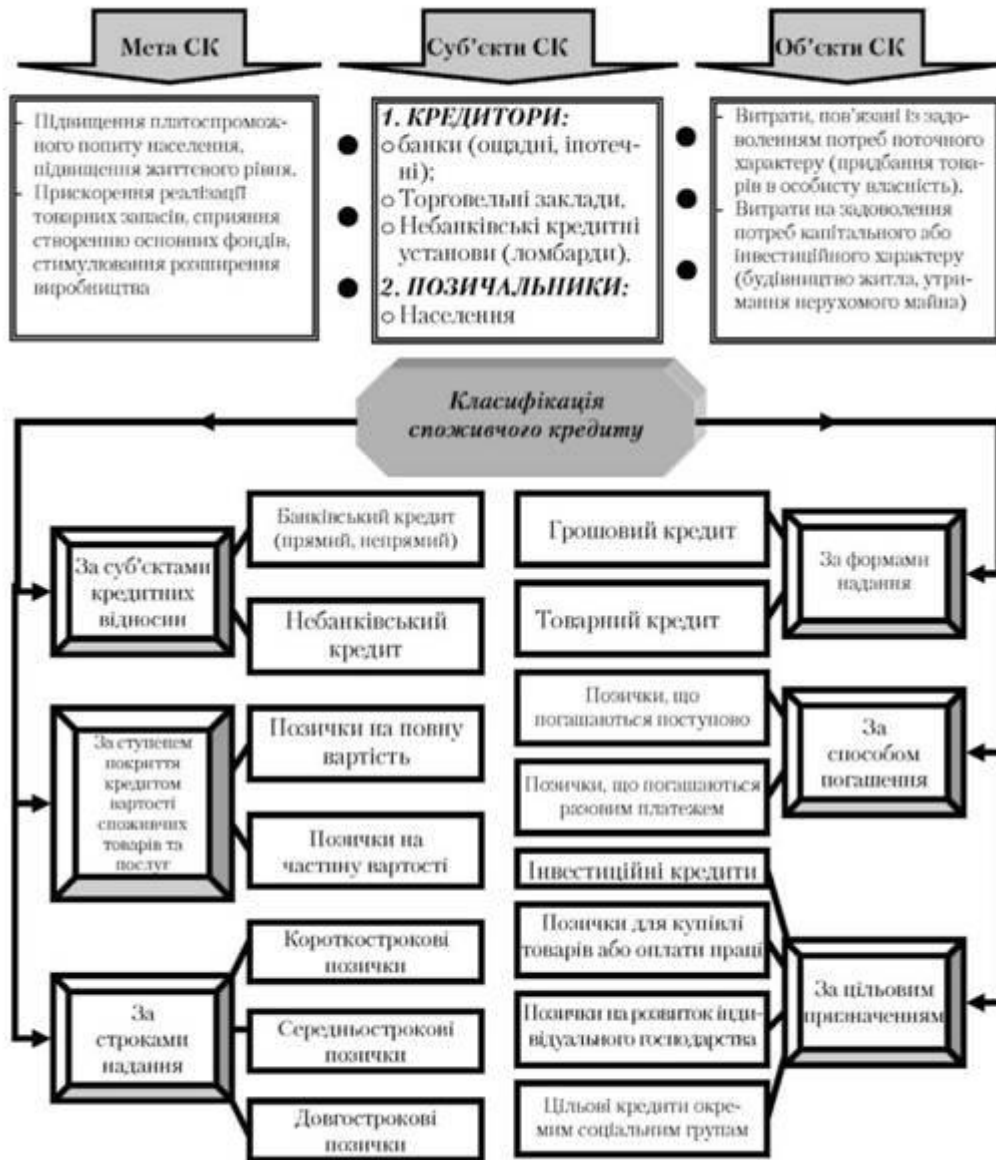 Мета СК
- Підвищення платоспромож-
ного попиту населення,
підвищення життєвого рівня.
- Прискорення реалізації
товарних запасів, сприяння
створенню основних фондів,
стимулювання розширення
виробництва
Суб’єкти СК
1. КРЕДИТОРИ:
банки (ощадні, іпотеч-
ні);
Торговельні заклади,
Небанківські кредитні
установи (ломбарди).
2. ПОЗИЧАЛЬНИКИ:
Населення
Об’єкти СК
- Витрати, пов’язані із задо-
воленням потреб поточного
характеру (придбання това-
рів в особисту власність).
- Витрати на задоволення
потреб капітального або
інвестиційного характеру
(будівництво житла, утри-
мання нерухомого майна)
Класифікація
споживчого кредиту
За суб’єктами
кредитних
відносин
Банківський кредит
(прямий, непрямий)
Небанківський
кредит
За ступенем
покриття
кредитом
вартості
споживчих
товарів та
послуг
Позички на повну
вартість
Позички на
частину вартості
За
строками
надання
Короткострокові
позички
Середньострокові
позички
Довгострокові
позички
Грошовий кредит
Товарний кредит
За формами
надання
Позички, що
погашаються поступово
Позички, що погашаються
разовим платежем
За
способом
погашення
Інвестиційні кредити
Позички для купівлі
товарів або оплати праці
Позички на розвиток інди-
відуального господарства
Цільові кредити окре-
мим соціальним групам
За цільовим
призначенням